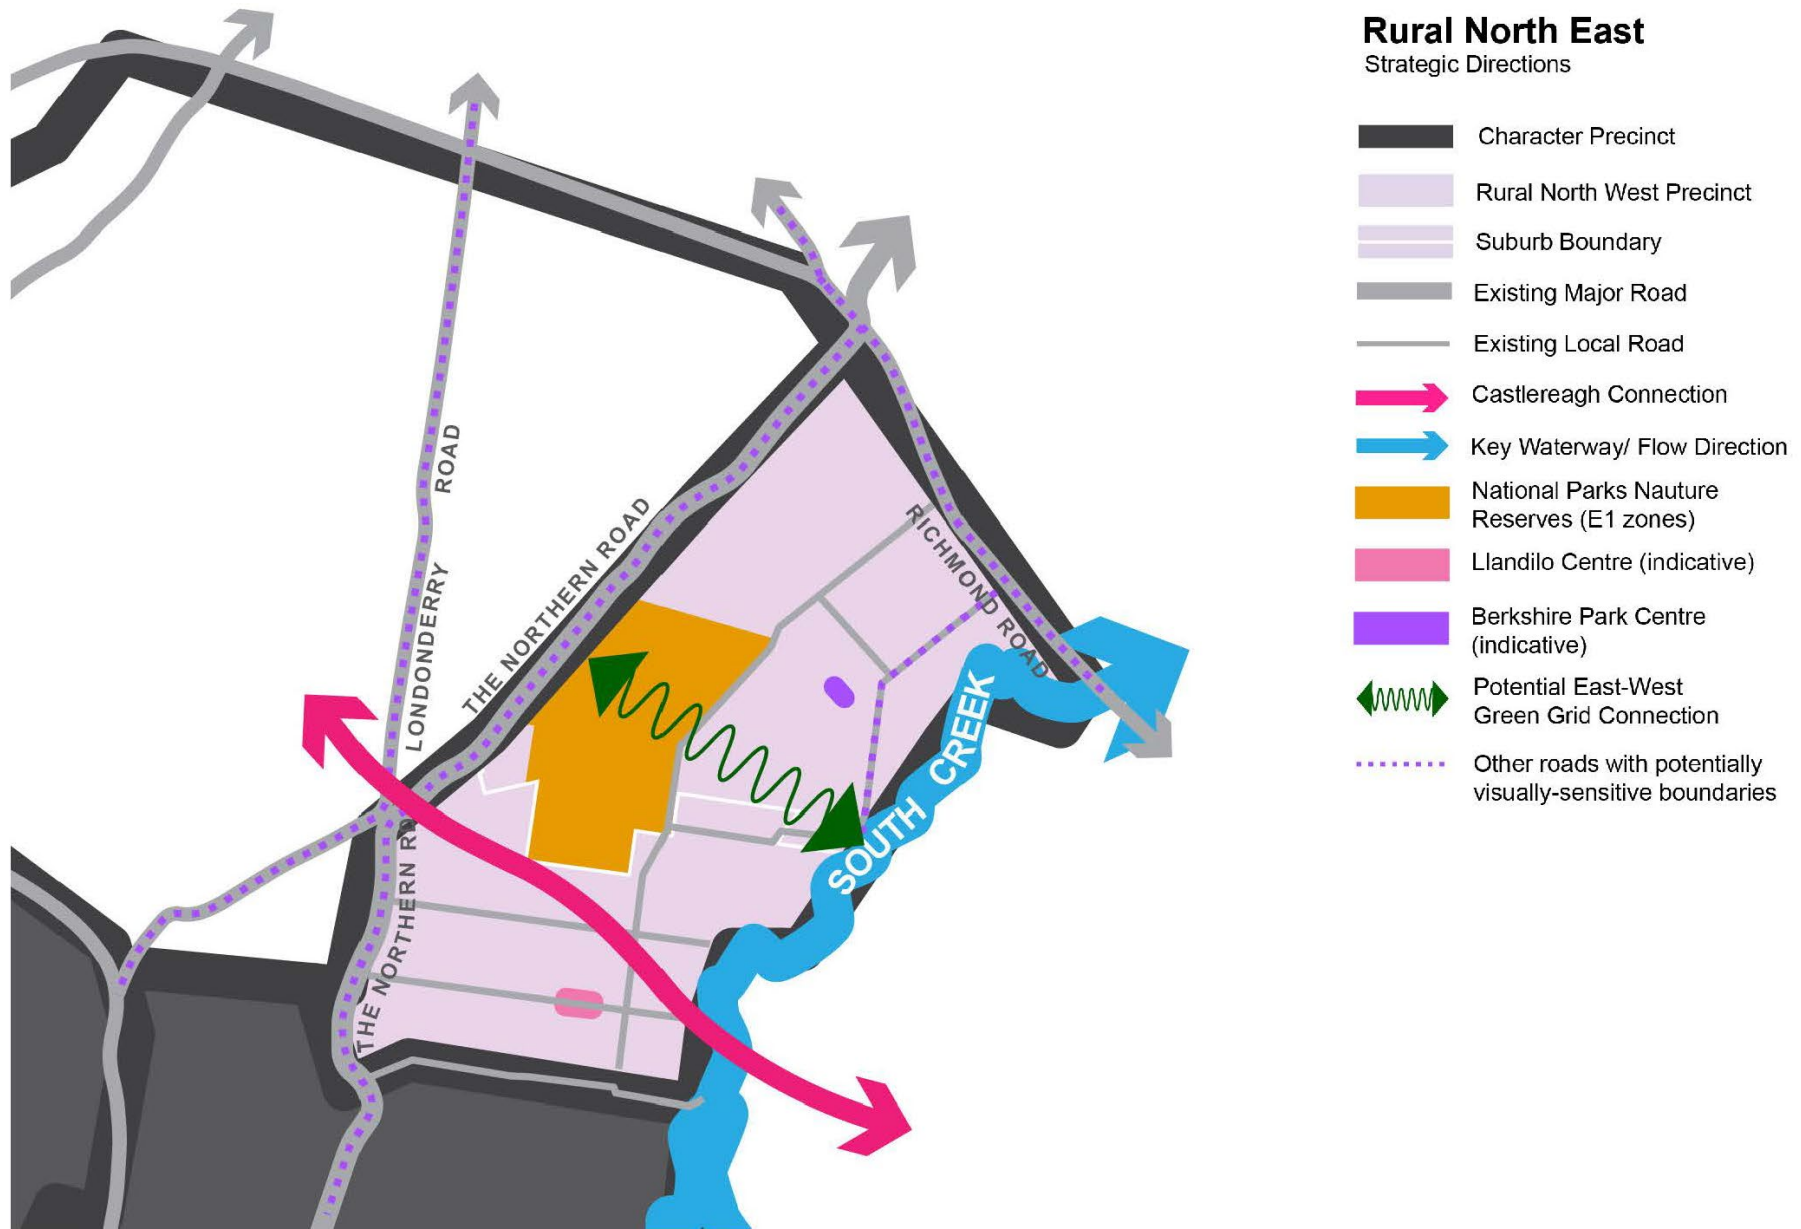 Rural North East
Strategic Directions
Character Precinct
Rural North West Precinct
Suburb Boundary
Existing Major Road
Existing Local Road
Castlereagh Connection
Key Waterway/ Flow Direction
National Parks Nauture
Reserves (E1 zones)
Llandilo Centre (indicative)
Berkshire Park Centre
(indicative)
Potential East-West
Green Grid Connection
Other roads with potentially
visually-sensitive boundaries
LONDONDERRY ROAD
THE NORTHERN ROAD
RICHMOND ROAD
SOUTH CREEK
THE NORTHERN RD